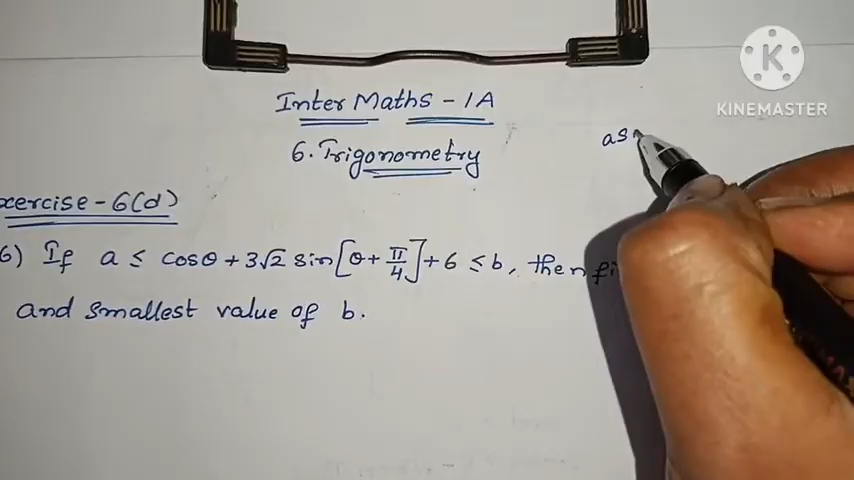 K
KINEMASTER
Inter Maths - 1A
6. Trigonometry
as
xercise - 6(d)
6) If a ≤ cosθ + 3√2 sin[θ + π/4] + 6 ≤ b, then fi
and smallest value of b.